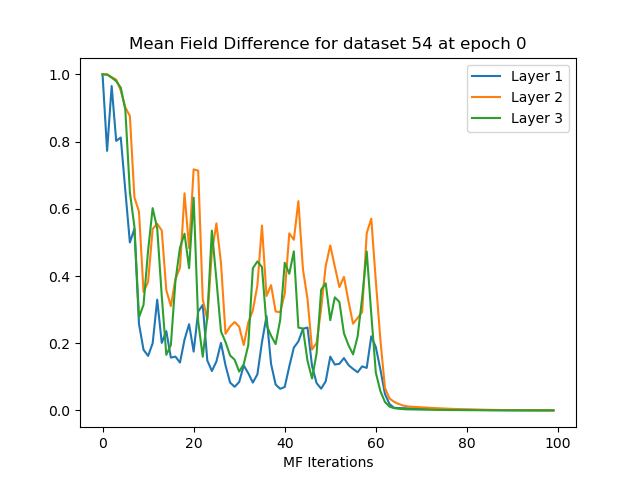 Mean Field Difference for dataset 54 at epoch 0
Layer 1
Layer 2
Layer 3
1.0
0.8
0.6
0.4
0.2
0.0
0 20 40 60 80 100
MF Iterations